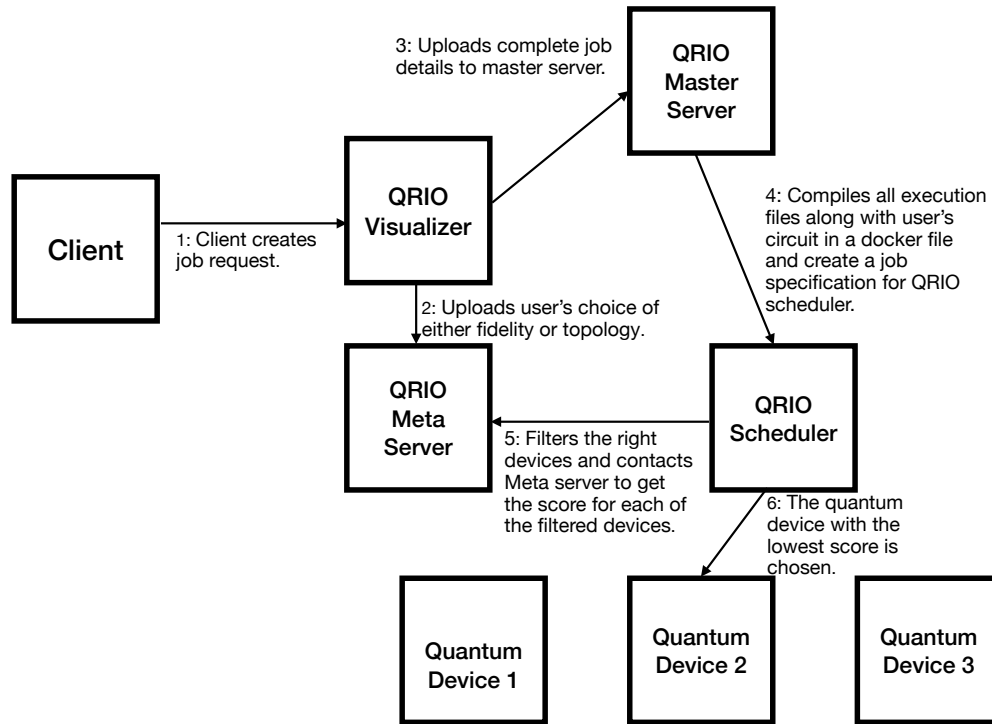 3: Uploads complete job
details to master server.
QRIO
Master
Server
Client
1: Client creates
job request.
QRIO
Visualizer
4: Compiles all execution
files along with user's
circuit in a docker file
and create a job
specification for QRIO
scheduler.
2: Uploads user's choice of
either fidelity or topology.
QRIO
Meta
Server
5: Filters the right
devices and contacts
Meta server to get
the score for each of
the filtered devices.
QRIO
Scheduler
6: The quantum
device with the
lowest score is
chosen.
Quantum
Device 1
Quantum
Device 2
Quantum
Device 3